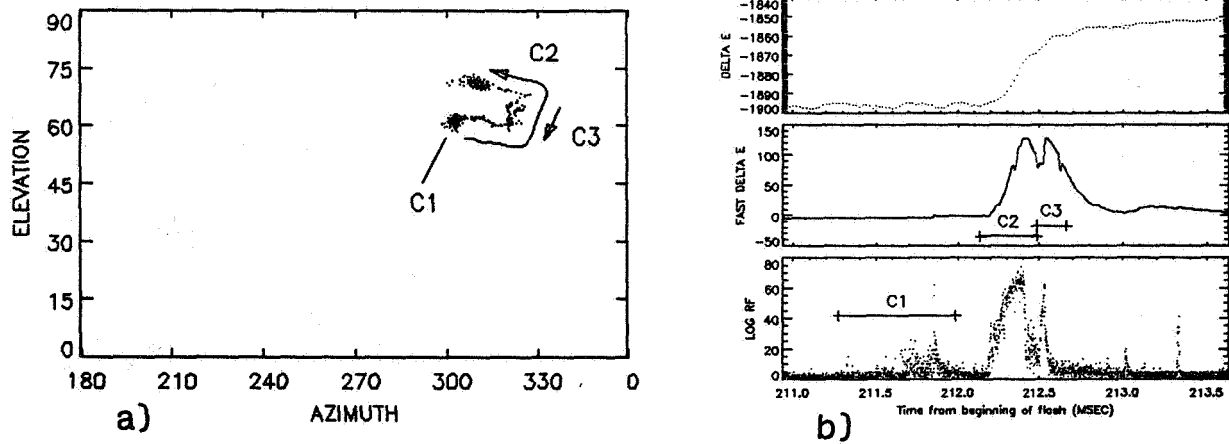 90
75
60
45
30
15
0
ELEVATION
180 210 240 270 300 330 0
AZIMUTH
C2
C3
C1
a)
-1840
-1850
-1860
-1870
-1880
-1890
-1900
DELTA E
150
100
50
0
-50
FAST DELTA E
C2
C3
80
60
40
20
0
LOG RF
C1
211.0 211.5 212.0 212.5 213.0 213.5
Time from beginning of flash (MSEC)
b)